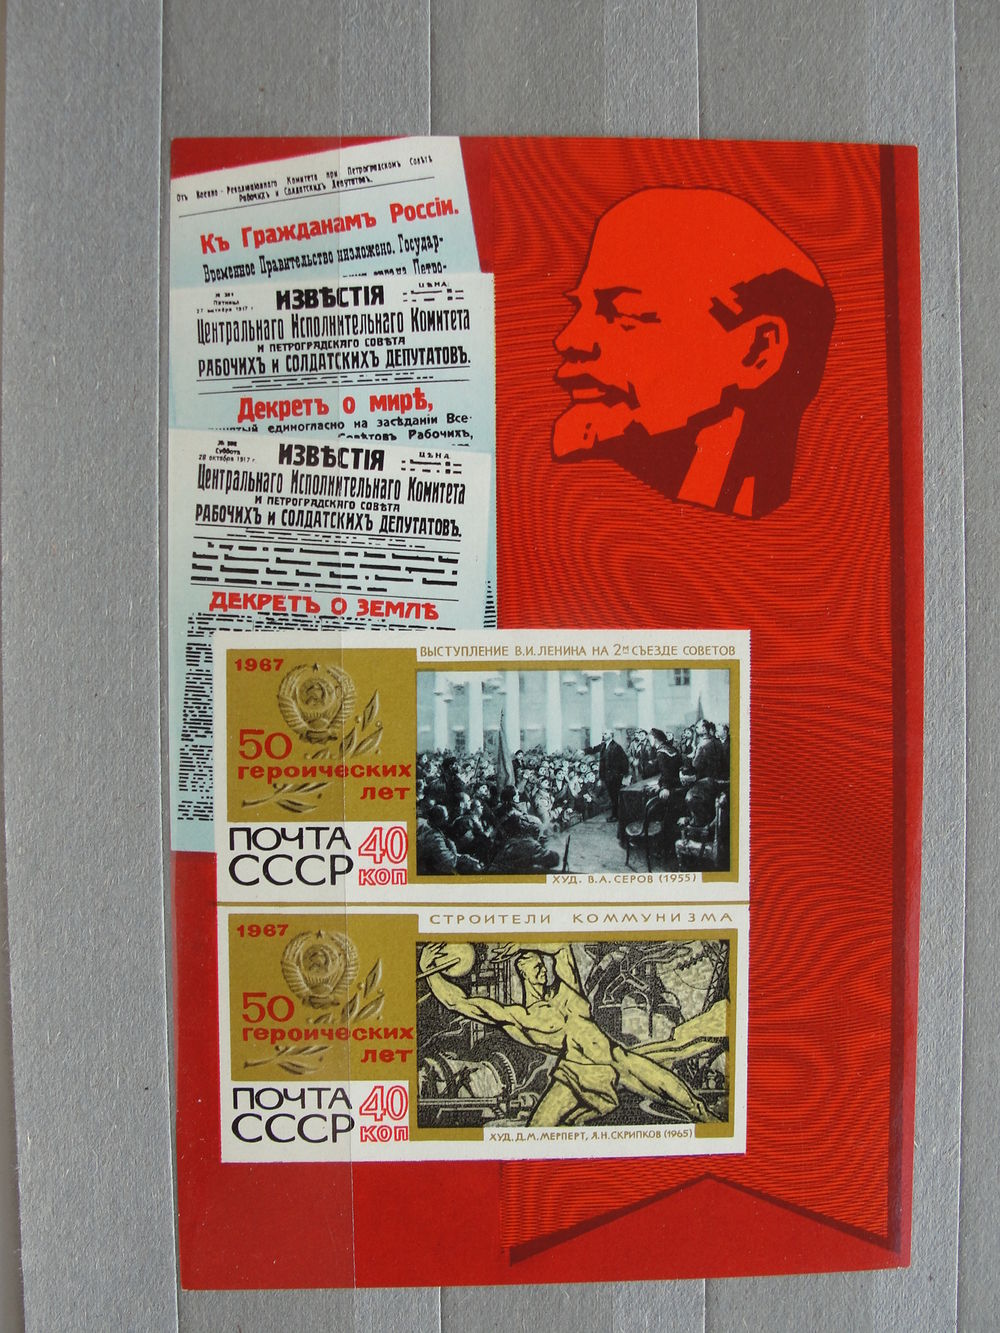 Отъ Военно-Революціоннаго Комитета при Петроградскомъ Совѣтѣ
Рабочихъ и Солдатскихъ Депутатовъ.
Къ Гражданамъ Россіи.
Временное Правительство низложено. Государ-
Петро-
№ 261
Пятница
27 октября 1917 г.
ИЗВѢСТІЯ
ЦѢНА
Центральнаго Исполнительнаго Комитета
И ПЕТРОГРАДСКАГО СОВѢТА
РАБОЧИХЪ И СОЛДАТСКИХЪ ДЕПУТАТОВЪ.
Декретъ о мирѣ,
единогласно на засѣданіи Все-
Совѣтовъ Рабочихъ,
Суббота
28 октября 1917 г.
ИЗВѢСТІЯ
ЦѢНА
Центральнаго Исполнительнаго Комитета
И ПЕТРОГРАДСКАГО СОВѢТА
РАБОЧИХЪ И СОЛДАТСКИХЪ ДЕПУТАТОВЪ.
ДЕКРЕТЪ О ЗЕМЛѢ
ВЫСТУПЛЕНИЕ В.И.ЛЕНИНА НА 2М СЪЕЗДЕ СОВЕТОВ
1967
50
героических
лет
ПОЧТА
СССР
40
коп
ХУД. В.А.СЕРОВ (1955)
СТРОИТЕЛИ КОММУНИЗМА
1967
50
героических
лет
ПОЧТА
СССР
40
коп
ХУД. Д.М.МЕРПЕРТ, Я.Н.СКРИПКОВ (1965)